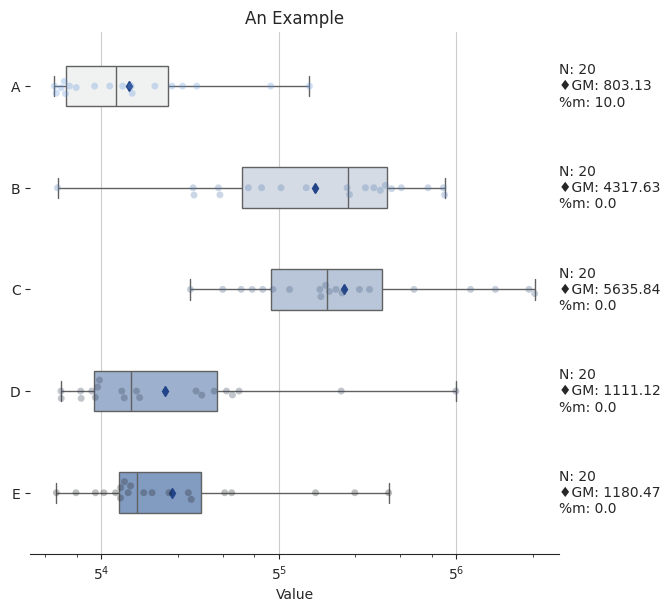 An Example
A
N: 20
♦GM: 803.13
%m: 10.0
B
N: 20
♦GM: 4317.63
%m: 0.0
C
N: 20
♦GM: 5635.84
%m: 0.0
D
N: 20
♦GM: 1111.12
%m: 0.0
E
N: 20
♦GM: 1180.47
%m: 0.0
5⁴ 5⁵ 5⁶
Value